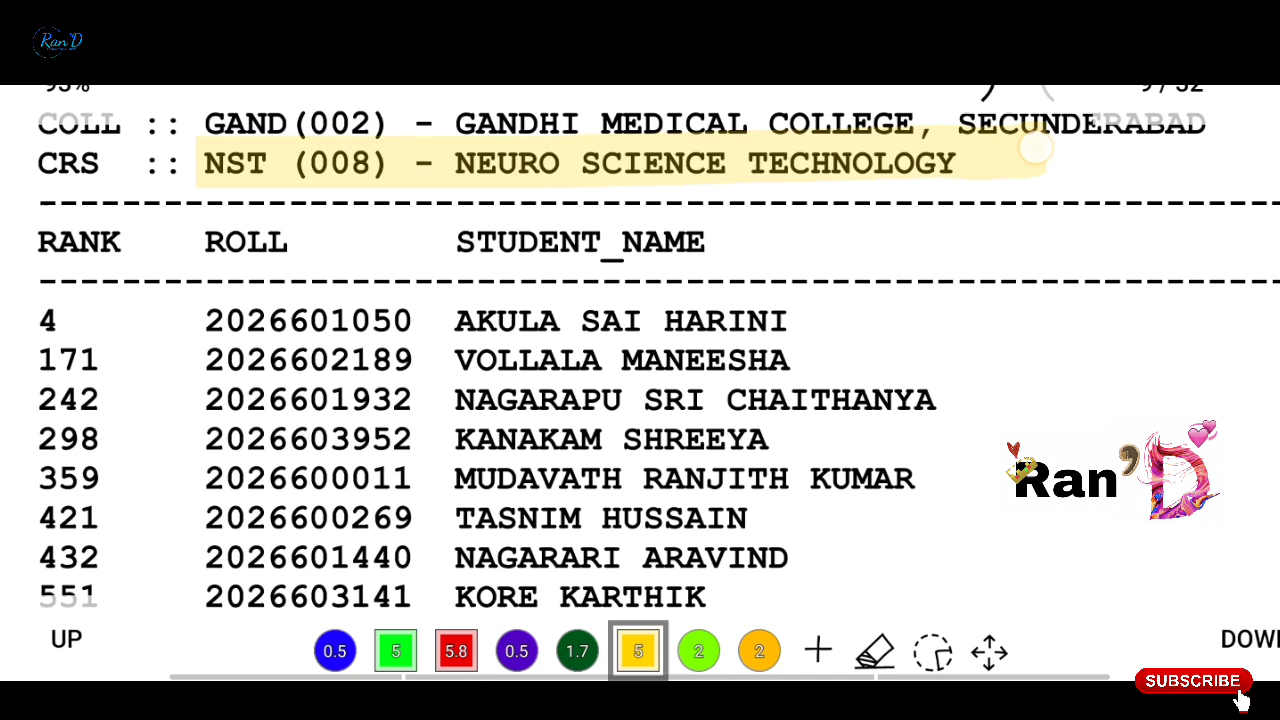 Ran'D
93%
9/32
COLL :: GAND(002) - GANDHI MEDICAL COLLEGE, SECUNDERABAD
CRS :: NST (008) - NEURO SCIENCE TECHNOLOGY
RANK ROLL STUDENT_NAME
4 2026601050 AKULA SAI HARINI
171 2026602189 VOLLALA MANEESHA
242 2026601932 NAGARAPU SRI CHAITHANYA
298 2026603952 KANAKAM SHREEYA
359 2026600011 MUDAVATH RANJITH KUMAR
421 2026600269 TASNIM HUSSAIN
432 2026601440 NAGARARI ARAVIND
551 2026603141 KORE KARTHIK
Ran'D
UP 0.5 5 5.8 0.5 1.7 5 2 2 DOW
SUBSCRIBE